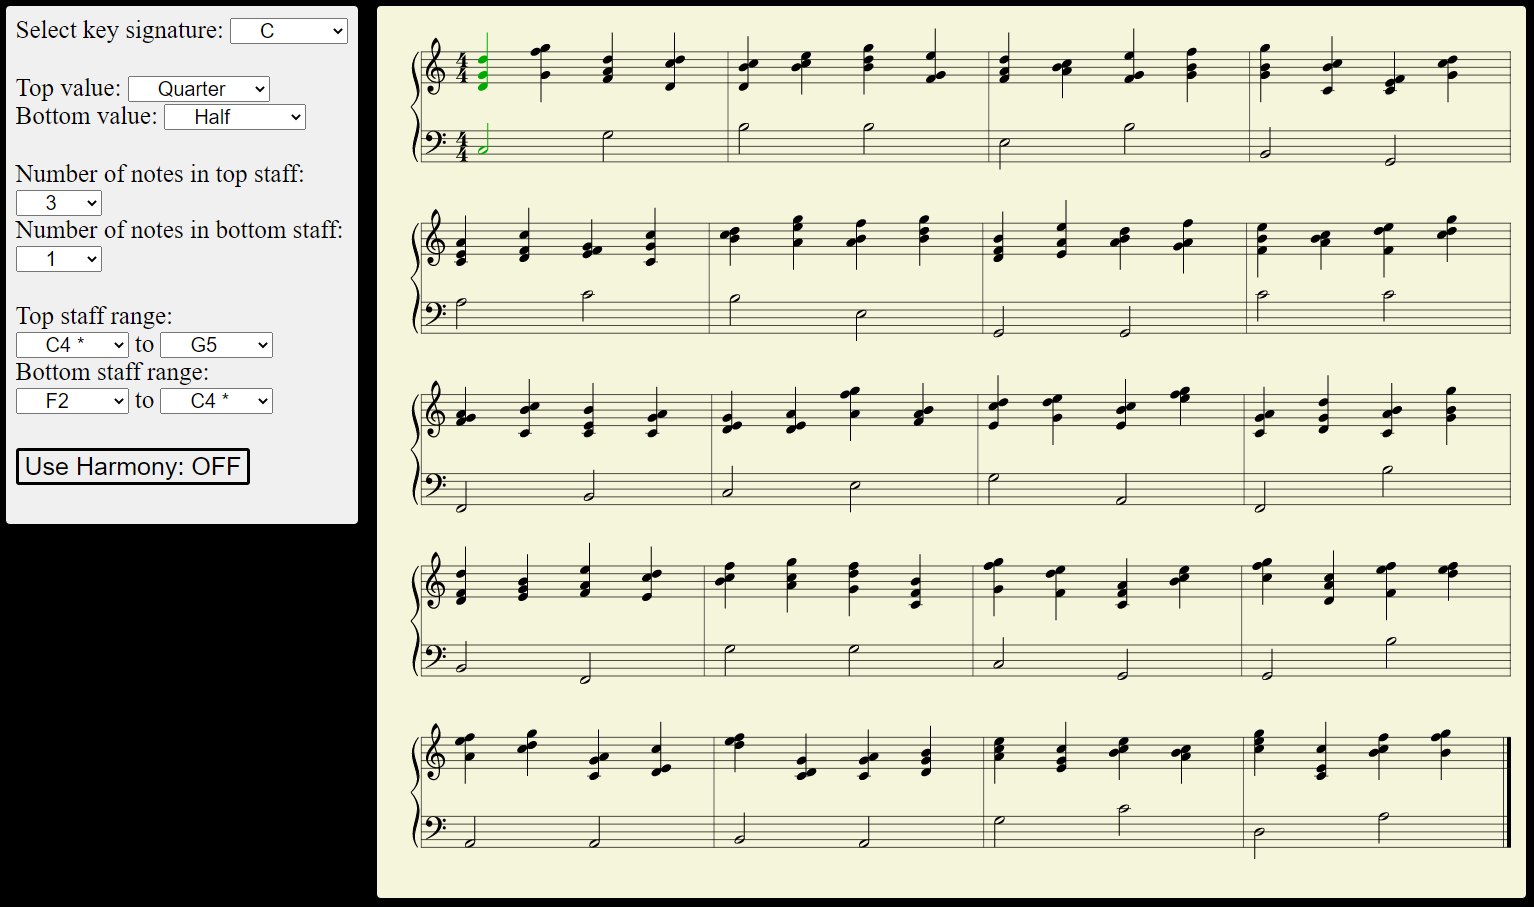 Select key signature: C
Top value: Quarter
Bottom value: Half
Number of notes in top staff:
3
Number of notes in bottom staff:
1
Top staff range:
C4 * to G5
Bottom staff range:
F2 to C4 *
Use Harmony: OFF
4
4
4
4